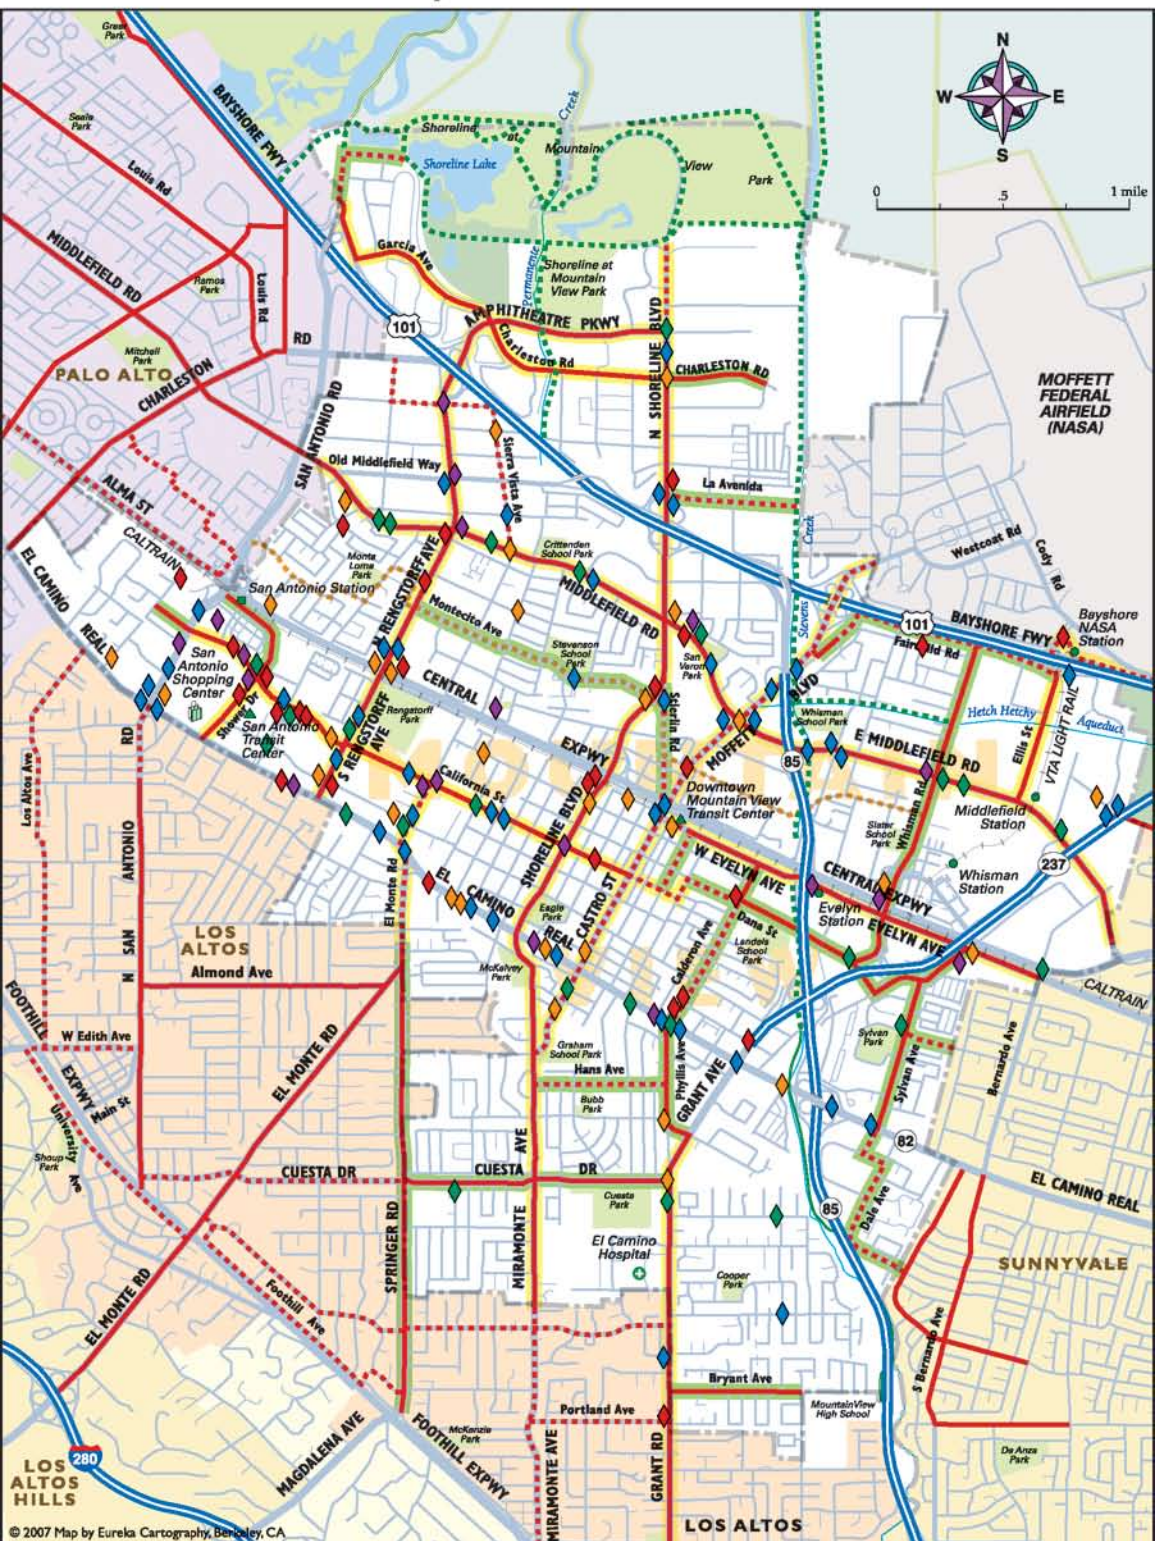 Greer
Park
Seale
Park
Louis Rd
BAYSHORE FWY
MIDDLEFIELD RD
Ramos
Park
Louis Rd
RD
Mitchell
Park
PALO ALTO
CHARLESTON
Shoreline
at
Mountain
View
Park
Shoreline Lake
Creek
N
W
E
S
0
.5
1 mile
Garcia Ave
Permanente
Shoreline at
Mountain
View Park
101
AMPHITHEATRE PKWY
Charleston Rd
N SHORELINE BLVD
CHARLESTON RD
MOFFETT
FEDERAL
AIRFIELD
(NASA)
SAN ANTONIO RD
Old Middlefield Way
Sierra Vista Ave
La Avenida
ALMA ST
CALTRAIN
EL CAMINO
REAL
San Antonio Station
Monta
Loma
Park
N RENGSTORFF AVE
Crittenden
School Park
MIDDLEFIELD RD
Creek
Stevens
Westcoat Rd
Cody Rd
101
BAYSHORE FWY
Bayshore
NASA
Station
Fairchild Rd
Montecito Ave
Stevenson
School
Park
San
Veron
Park
San
Antonio
Shopping
Center
Shower Dr
San Antonio
Transit
Center
Rengstorff
Park
CENTRAL
EXPWY
S RENGSTORFF
AVE
Stierlin Rd
MOFFETT
BLVD
Whisman
School Park
Hetch Hetchy
Aqueduct
85
E MIDDLEFIELD RD
Ellis St
VTA LIGHT RAIL
MOUNTAIN
VIEW
Los Altos Ave
N SAN ANTONIO RD
California St
SHORELINE BLVD
Downtown
Mountain View
Transit Center
Slater
School
Park
Whisman Rd
Middlefield
Station
Whisman
Station
237
W EVELYN AVE
CENTRAL EXPWY
Evelyn
Station
EVELYN AVE
El Monte Rd
EL CAMINO
REAL
Eagle
Park
CASTRO ST
Dana St
Landels
School
Park
Calderon Ave
LOS
ALTOS
Almond Ave
McKelvey
Park
CALTRAIN
FOOTHILL
EXPWY
W Edith Ave
Main St
University
Ave
Shoup
Park
EL MONTE RD
Graham
School Park
Hans Ave
Bubb
Park
Phyllis Ave
GRANT AVE
Sylvan
Park
Sylvan Ave
Bernardo Ave
82
EL CAMINO REAL
CUESTA DR
CUESTA
DR
Cuesta
Park
MIRAMONTE
AVE
El Camino
Hospital
SPRINGER RD
85
Dale Ave
SUNNYVALE
Cooper
Park
EL MONTE RD
Foothill Ave
S Bernardo Ave
Bryant Ave
Mountain View
High School
Portland Ave
McKenzie
Park
280
LOS
ALTOS
HILLS
MAGDALENA AVE
FOOTHILL EXPWY
MIRAMONTE AVE
GRANT RD
De Anza
Park
LOS ALTOS
© 2007 Map by Eureka Cartography, Berkeley, CA